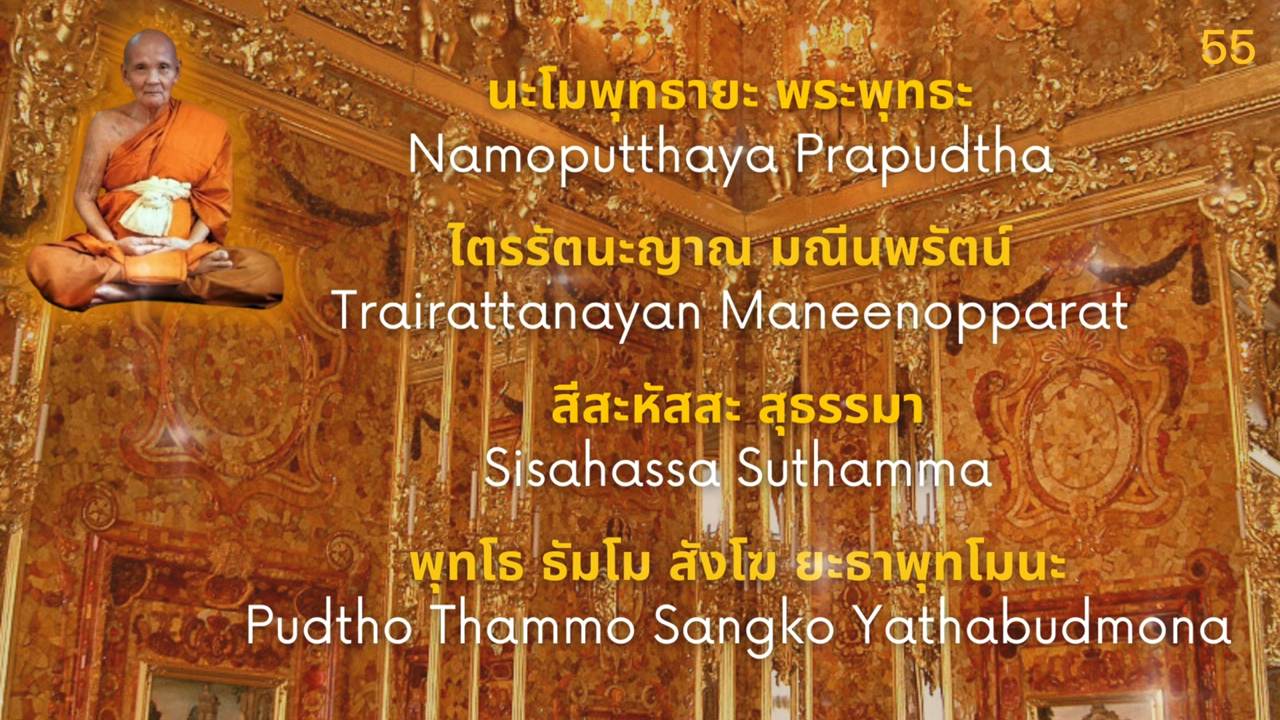 55
นะโมพุทธายะ พระพุทธะ
Namoputthaya Prapudtha
ไตรรัตนะญาณ มณีนพรัตน์
Trairattanayan Maneenopparat
สีสะหัสสะ สุธรรมา
Sisahassa Suthamma
พุทโธ ธัมโม สังโฆ ยะธาพุทโมนะ
Pudtho Thammo Sangko Yathabudmona